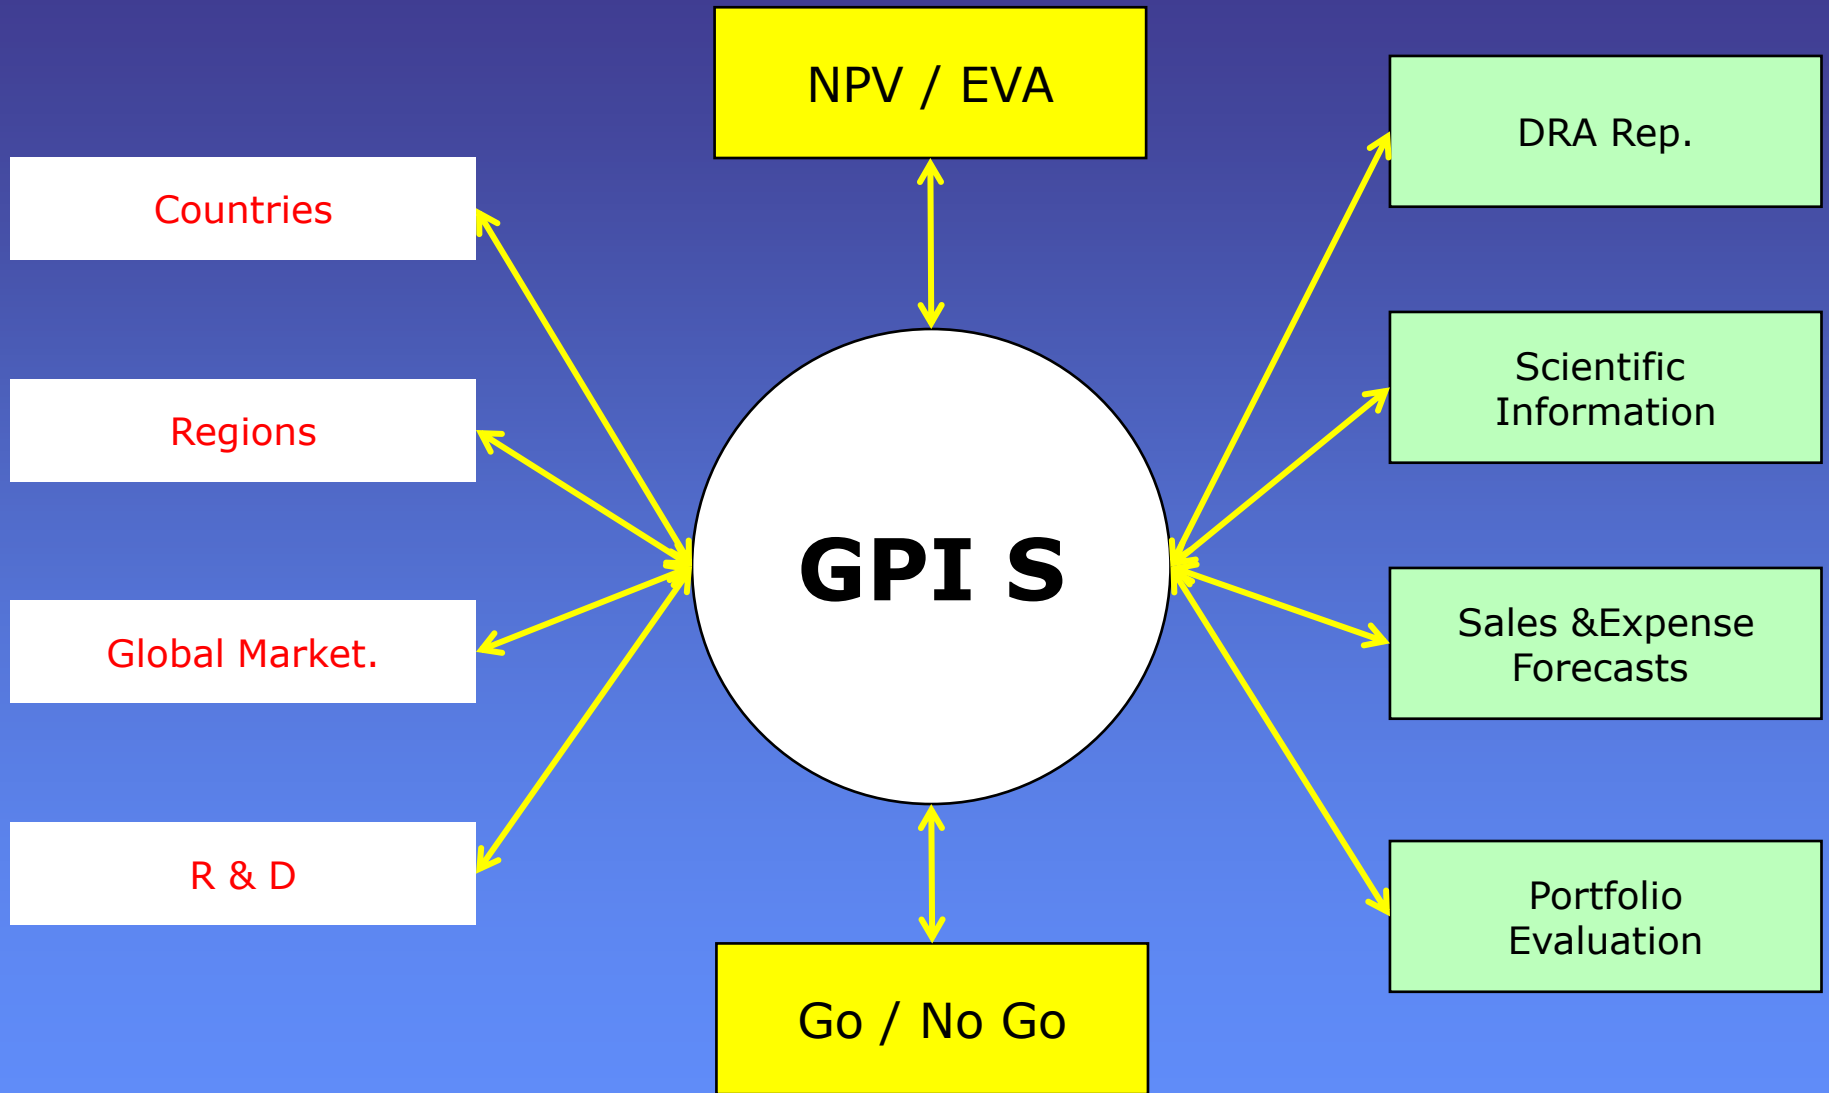 NPV / EVA
DRA Rep.
Countries
Scientific
Information
Regions
GPI S
Sales &Expense
Forecasts
Global Market.
R & D
Portfolio
Evaluation
Go / No Go